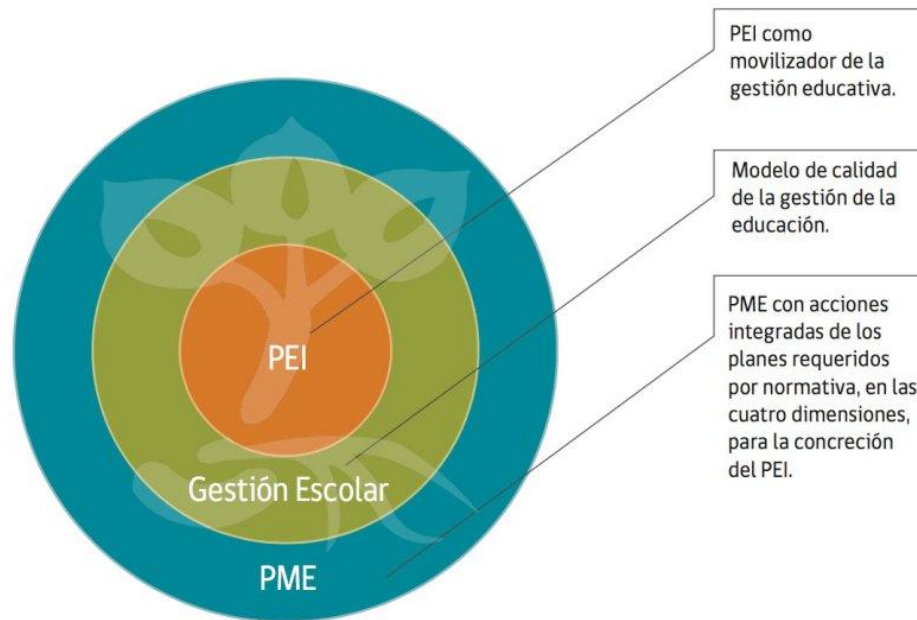 PEI como
movilizador de la
gestión educativa.
Modelo de calidad
de la gestión de la
educación.
PME con acciones
integradas de los
planes requeridos
por normativa, en las
cuatro dimensiones,
para la concreción
del PEI.
PEI
Gestión Escolar
PME